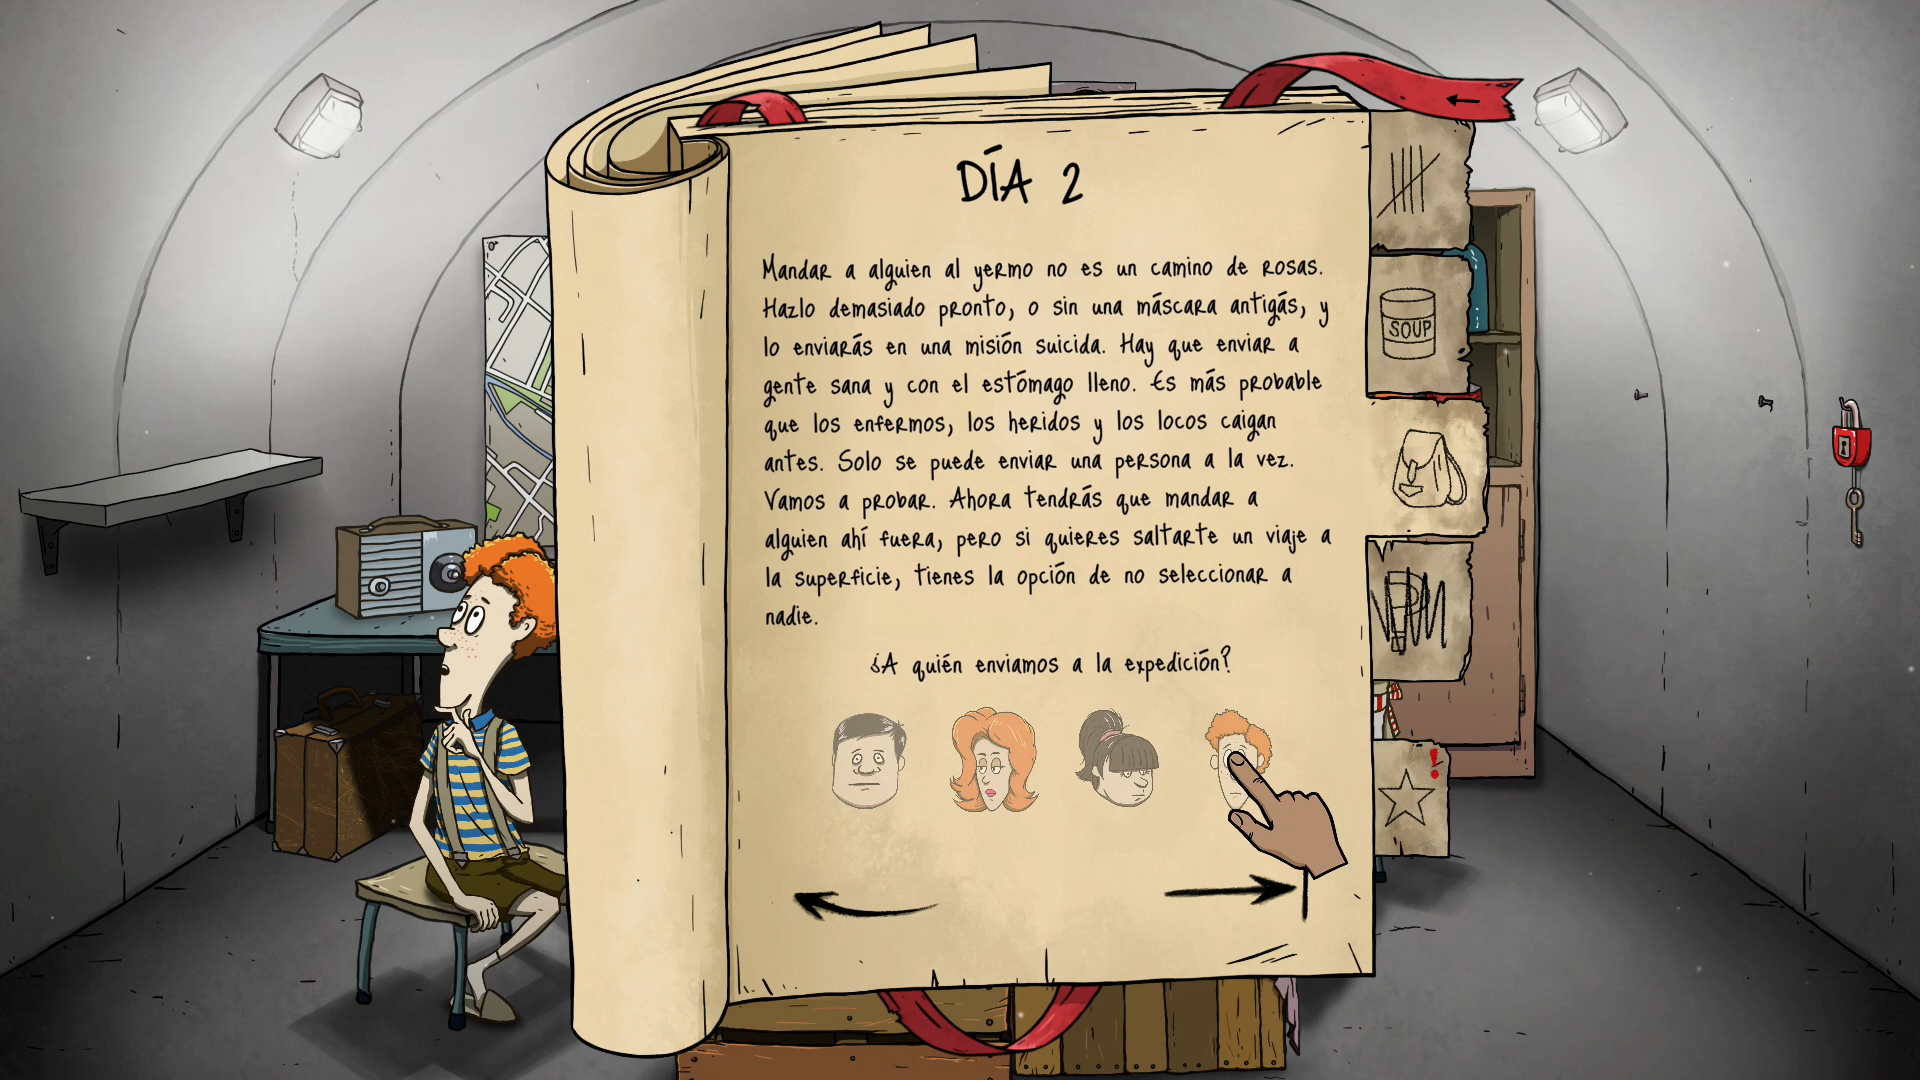 DÍA 2
Mandar a alguien al yermo no es un camino de rosas.
Hazlo demasiado pronto, o sin una máscara antigás, y
lo enviarás en una misión suicida. Hay que enviar a
gente sana y con el estómago lleno. Es más probable
que los enfermos, los heridos y los locos caigan
antes. Solo se puede enviar una persona a la vez.
Vamos a probar. Ahora tendrás que mandar a
alguien ahí fuera, pero si quieres saltarte un viaje a
la superficie, tienes la opción de no seleccionar a
nadie.
¿A quién enviamos a la expedición?
SOUP
!